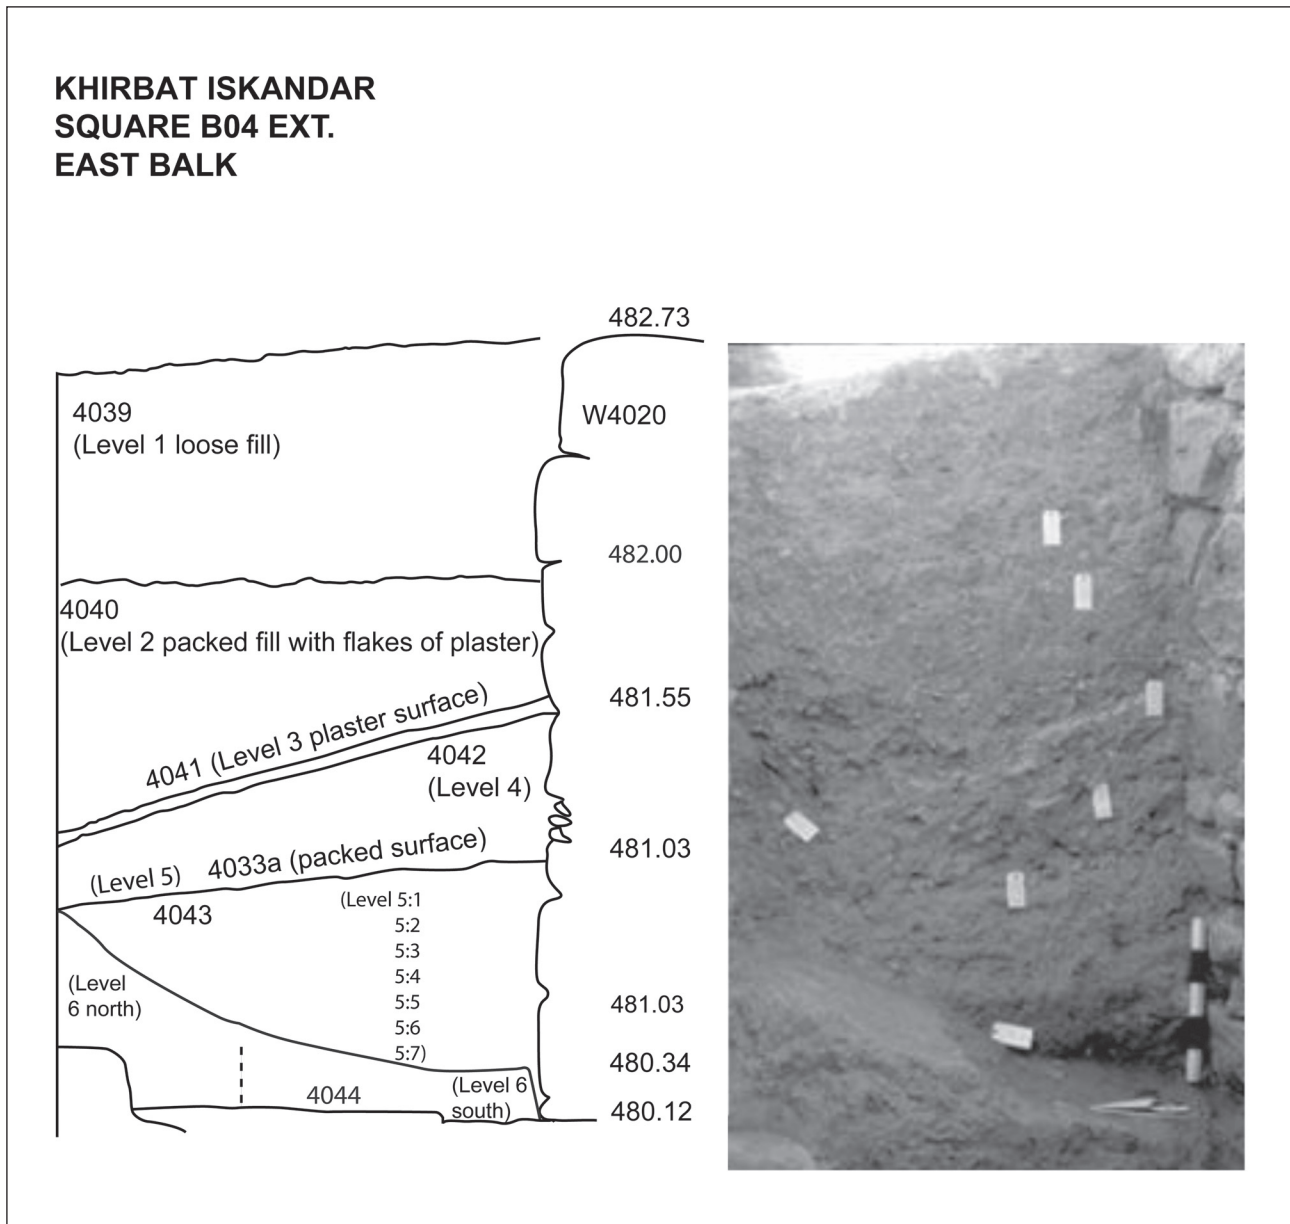 KHIRBAT ISKANDAR
SQUARE B04 EXT.
EAST BALK
482.73
4039
(Level 1 loose fill)
W4020
482.00
4040
(Level 2 packed fill with flakes of plaster)
481.55
4041 (Level 3 plaster surface)
4042
(Level 4)
481.03
(Level 5) 4033a (packed surface)
4043
(Level 5:1
5:2
5:3
5:4
5:5
5:6
5:7)
(Level
6 north)
481.03
480.34
4044
(Level 6
south)
480.12